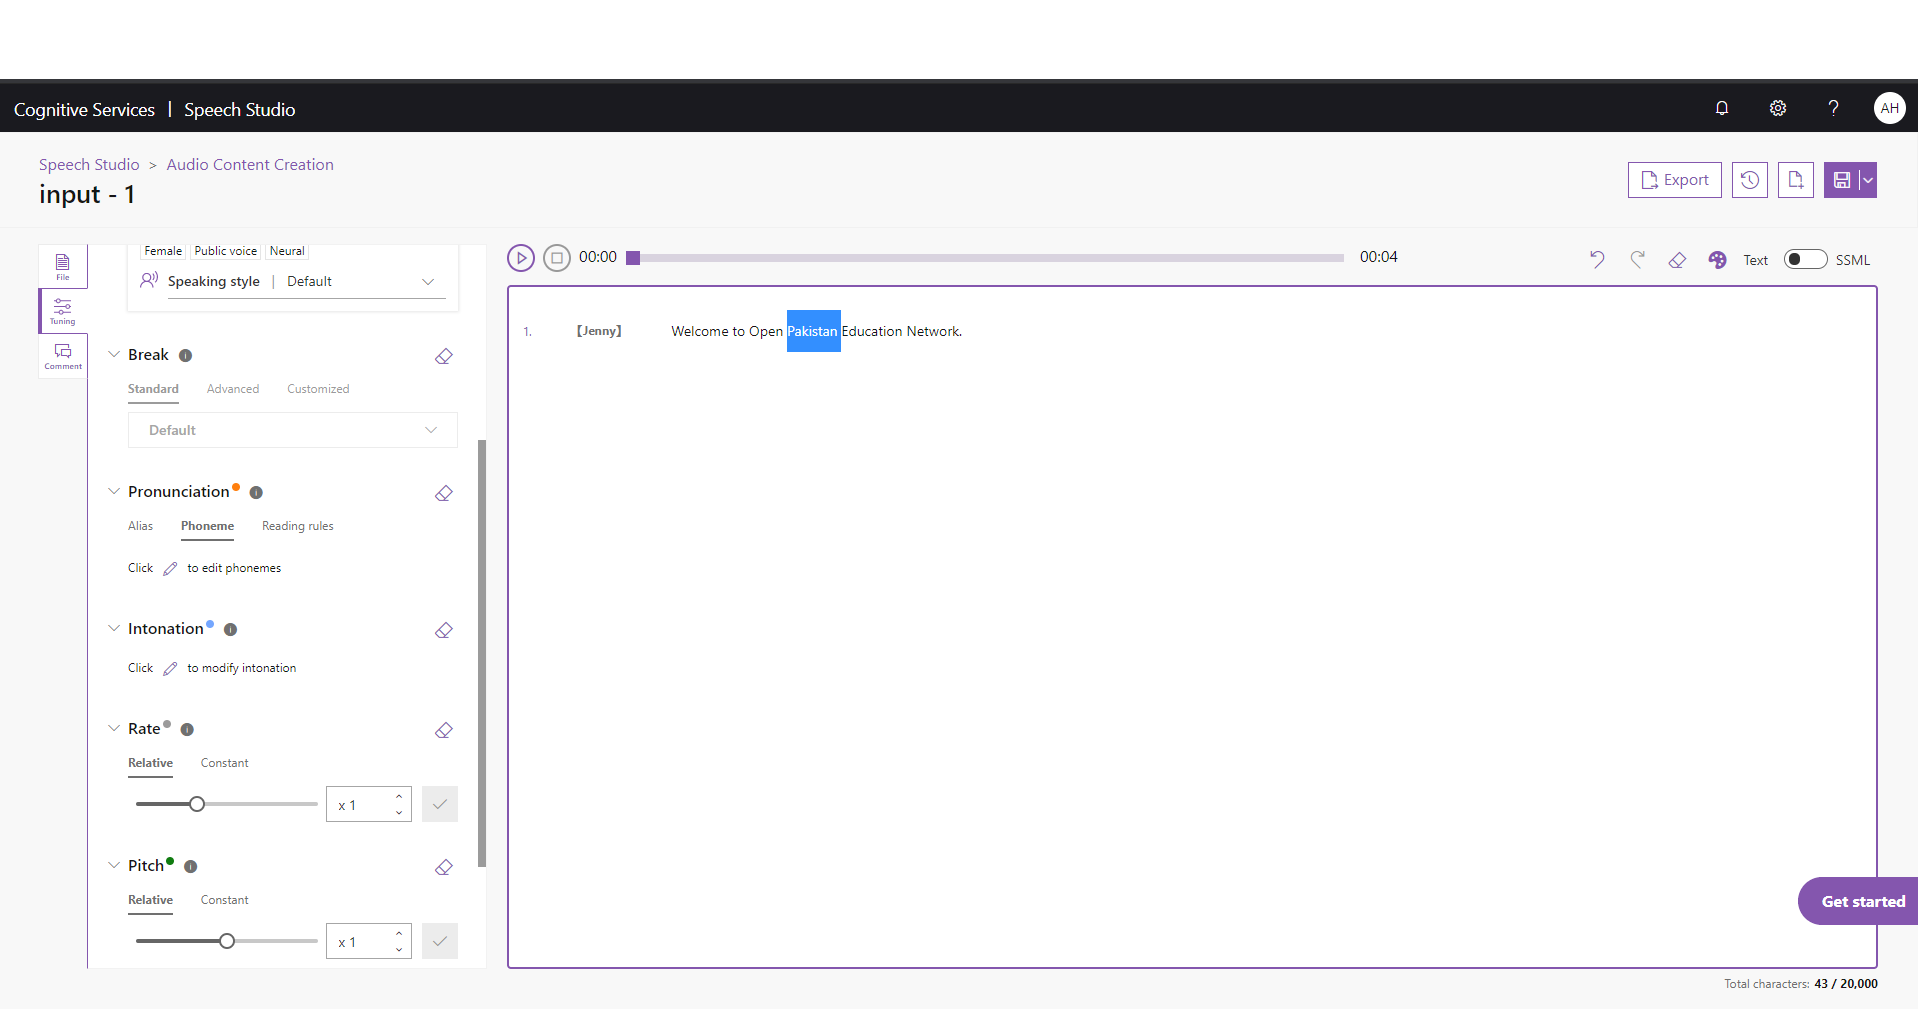 Cognitive Services | Speech Studio
AH
Speech Studio > Audio Content Creation
input - 1
Export
File
Tuning
Comment
Female Public voice Neural
Speaking style | Default
Break
Standard Advanced Customized
Default
Pronunciation
Alias Phoneme Reading rules
Click to edit phonemes
Intonation
Click to modify intonation
Rate
Relative Constant
x 1
Pitch
Relative Constant
x 1
00:00 00:04
Text SSML
1. 【Jenny】 Welcome to Open Pakistan Education Network.
Get started
Total characters: 43 / 20,000